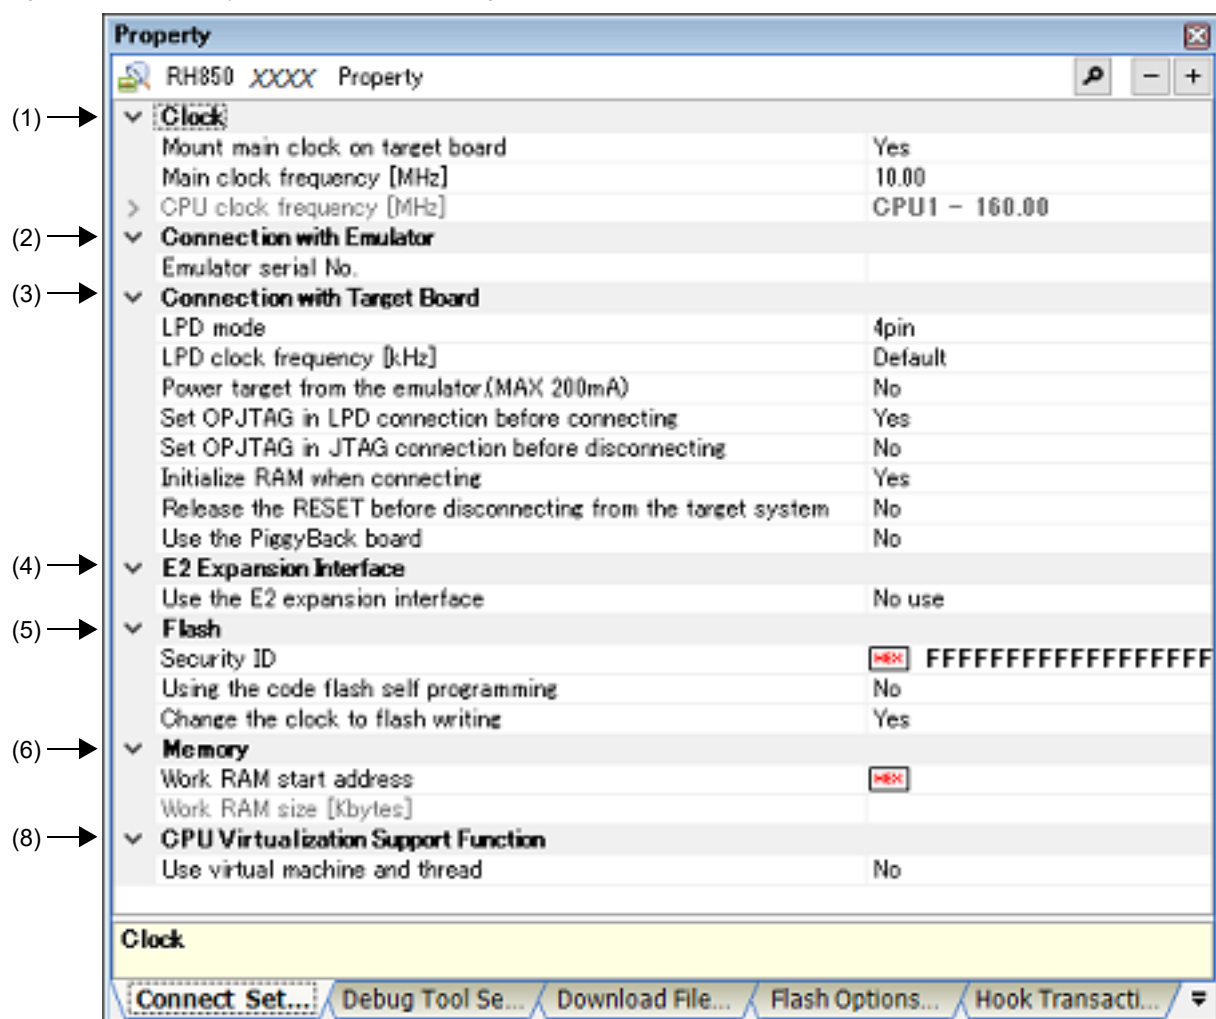 Property
RH850 XXXX Property
(1) Clock
Mount main clock on target board Yes
Main clock frequency [MHz] 10.00
CPU clock frequency [MHz] CPU1 - 160.00
(2) Connection with Emulator
Emulator serial No.
(3) Connection with Target Board
LPD mode 4pin
LPD clock frequency [kHz] Default
Power target from the emulator.(MAX 200mA) No
Set OPJTAG in LPD connection before connecting Yes
Set OPJTAG in JTAG connection before disconnecting No
Initialize RAM when connecting Yes
Release the RESET before disconnecting from the target system No
Use the PiggyBack board No
(4) E2 Expansion Interface
Use the E2 expansion interface No use
(5) Flash
Security ID HEX FFFFFFFFFFFFFFFFFF
Using the code flash self programming No
Change the clock to flash writing Yes
(6) Memory
Work RAM start address HEX
Work RAM size [Kbytes]
(8) CPU Virtualization Support Function
Use virtual machine and thread No
Clock
Connect Set... Debug Tool Se... Download File... Flash Options... Hook Transacti...